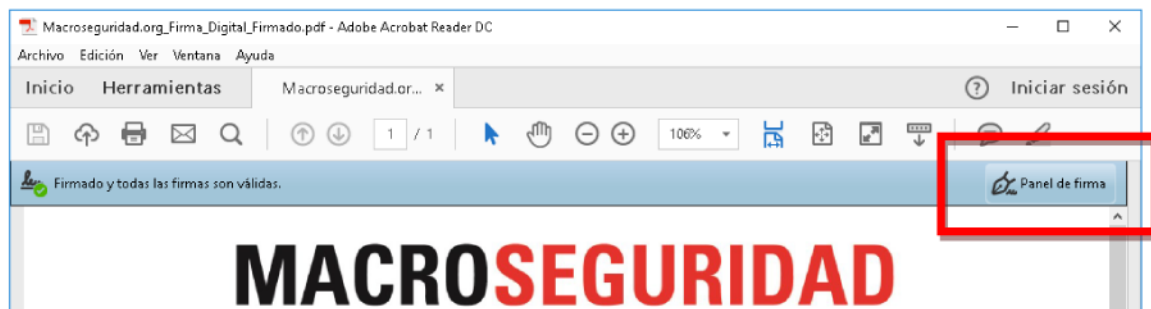 Macroseguridad.org_Firma_Digital_Firmado.pdf - Adobe Acrobat Reader DC
Archivo Edición Ver Ventana Ayuda
Inicio Herramientas Macroseguridad.or... × ? Iniciar sesión
1 / 1 106%
Firmado y todas las firmas son válidas. Panel de firma
MACROSEGURIDAD